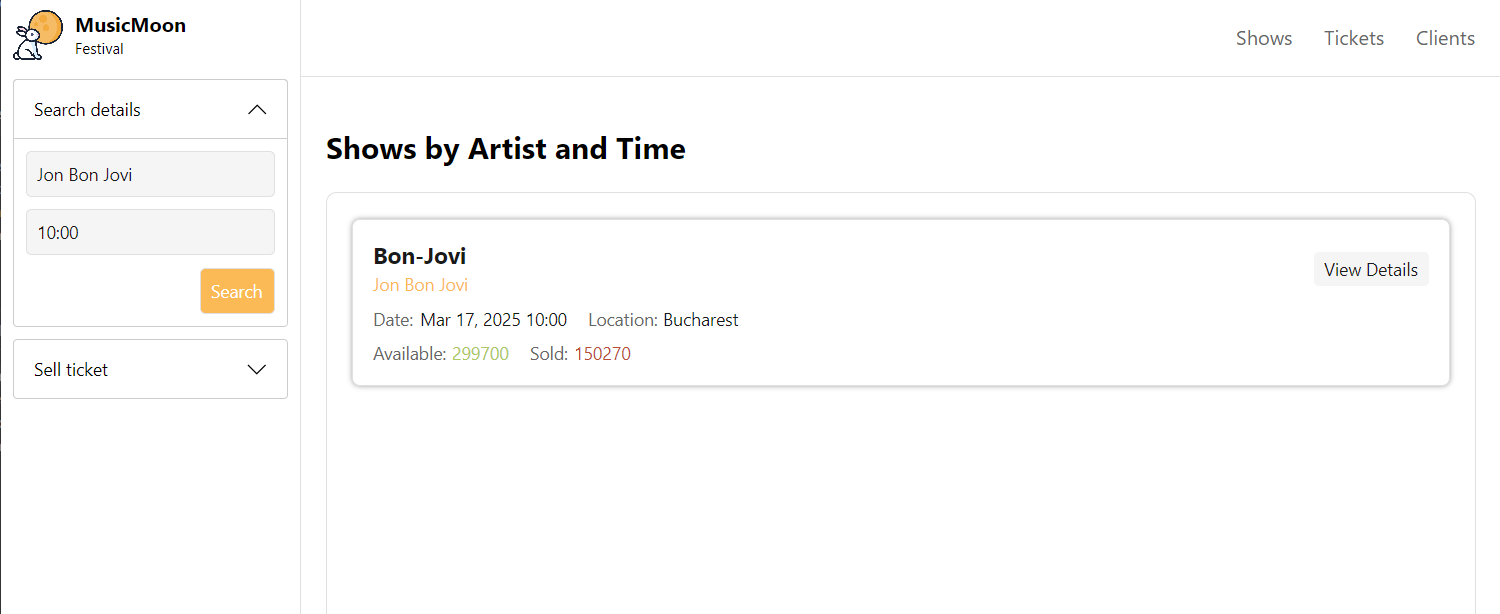 MusicMoon
Festival
Shows Tickets Clients
Search details
Jon Bon Jovi
10:00
Search
Sell ticket
Shows by Artist and Time
Bon-Jovi
Jon Bon Jovi
View Details
Date: Mar 17, 2025 10:00 Location: Bucharest
Available: 299700 Sold: 150270